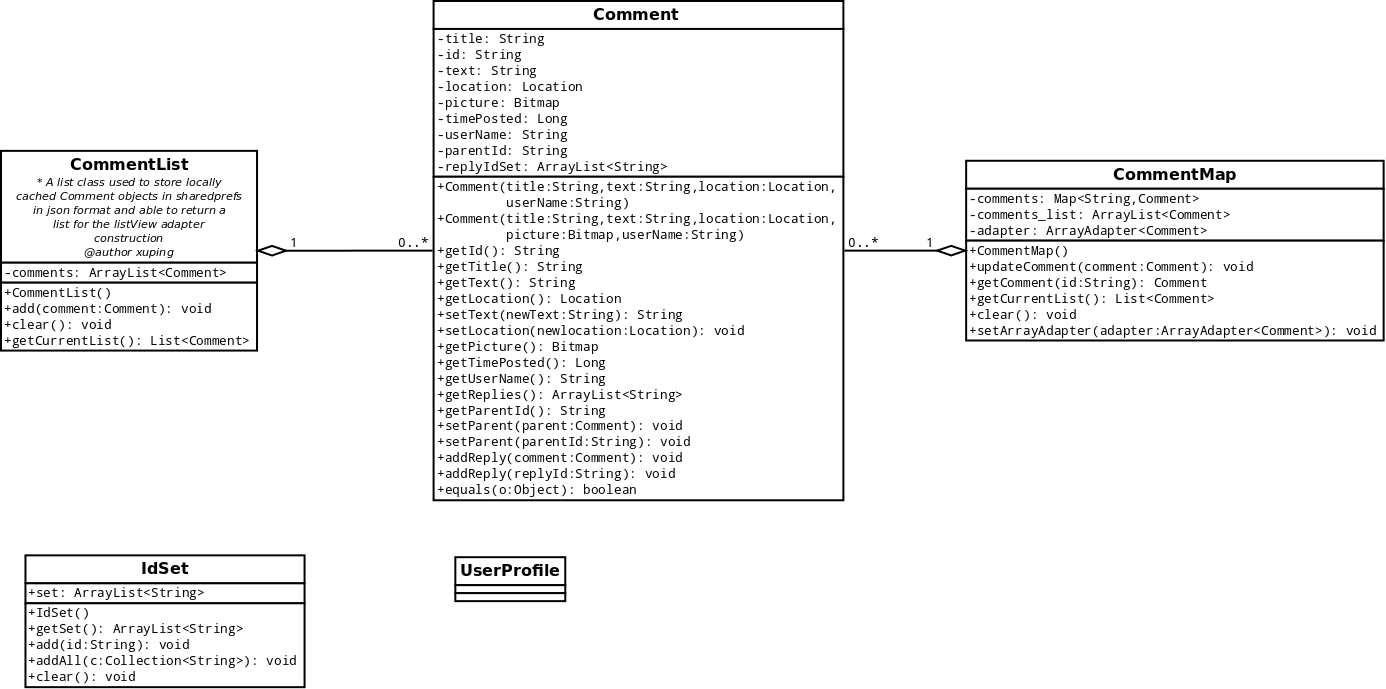 Comment
-title: String
-id: String
-text: String
-location: Location
-picture: Bitmap
-timePosted: Long
-userName: String
-parentId: String
-replyIdSet: ArrayList<String>
+Comment(title:String,text:String,location:Location,
userName:String)
+Comment(title:String,text:String,location:Location,
picture:Bitmap,userName:String)
+getId(): String
+getTitle(): String
+getText(): String
+getLocation(): Location
+setText(newText:String): String
+setLocation(newlocation:Location): void
+getPicture(): Bitmap
+getTimePosted(): Long
+getUserName(): String
+getReplies(): ArrayList<String>
+getParentId(): String
+setParent(parent:Comment): void
+setParent(parentId:String): void
+addReply(comment:Comment): void
+addReply(replyId:String): void
+equals(o:Object): boolean
CommentList
* A list class used to store locally
cached Comment objects in sharedprefs
in json format and able to return a
list for the listView adapter
construction
@author xuping
-comments: ArrayList<Comment>
+CommentList()
+add(comment:Comment): void
+clear(): void
+getCurrentList(): List<Comment>
1
0..*
0..*
1
CommentMap
-comments: Map<String,Comment>
-comments_list: ArrayList<Comment>
-adapter: ArrayAdapter<Comment>
+CommentMap()
+updateComment(comment:Comment): void
+getComment(id:String): Comment
+getCurrentList(): List<Comment>
+clear(): void
+setArrayAdapter(adapter:ArrayAdapter<Comment>): void
IdSet
+set: ArrayList<String>
+IdSet()
+getSet(): ArrayList<String>
+add(id:String): void
+addAll(c:Collection<String>): void
+clear(): void
UserProfile